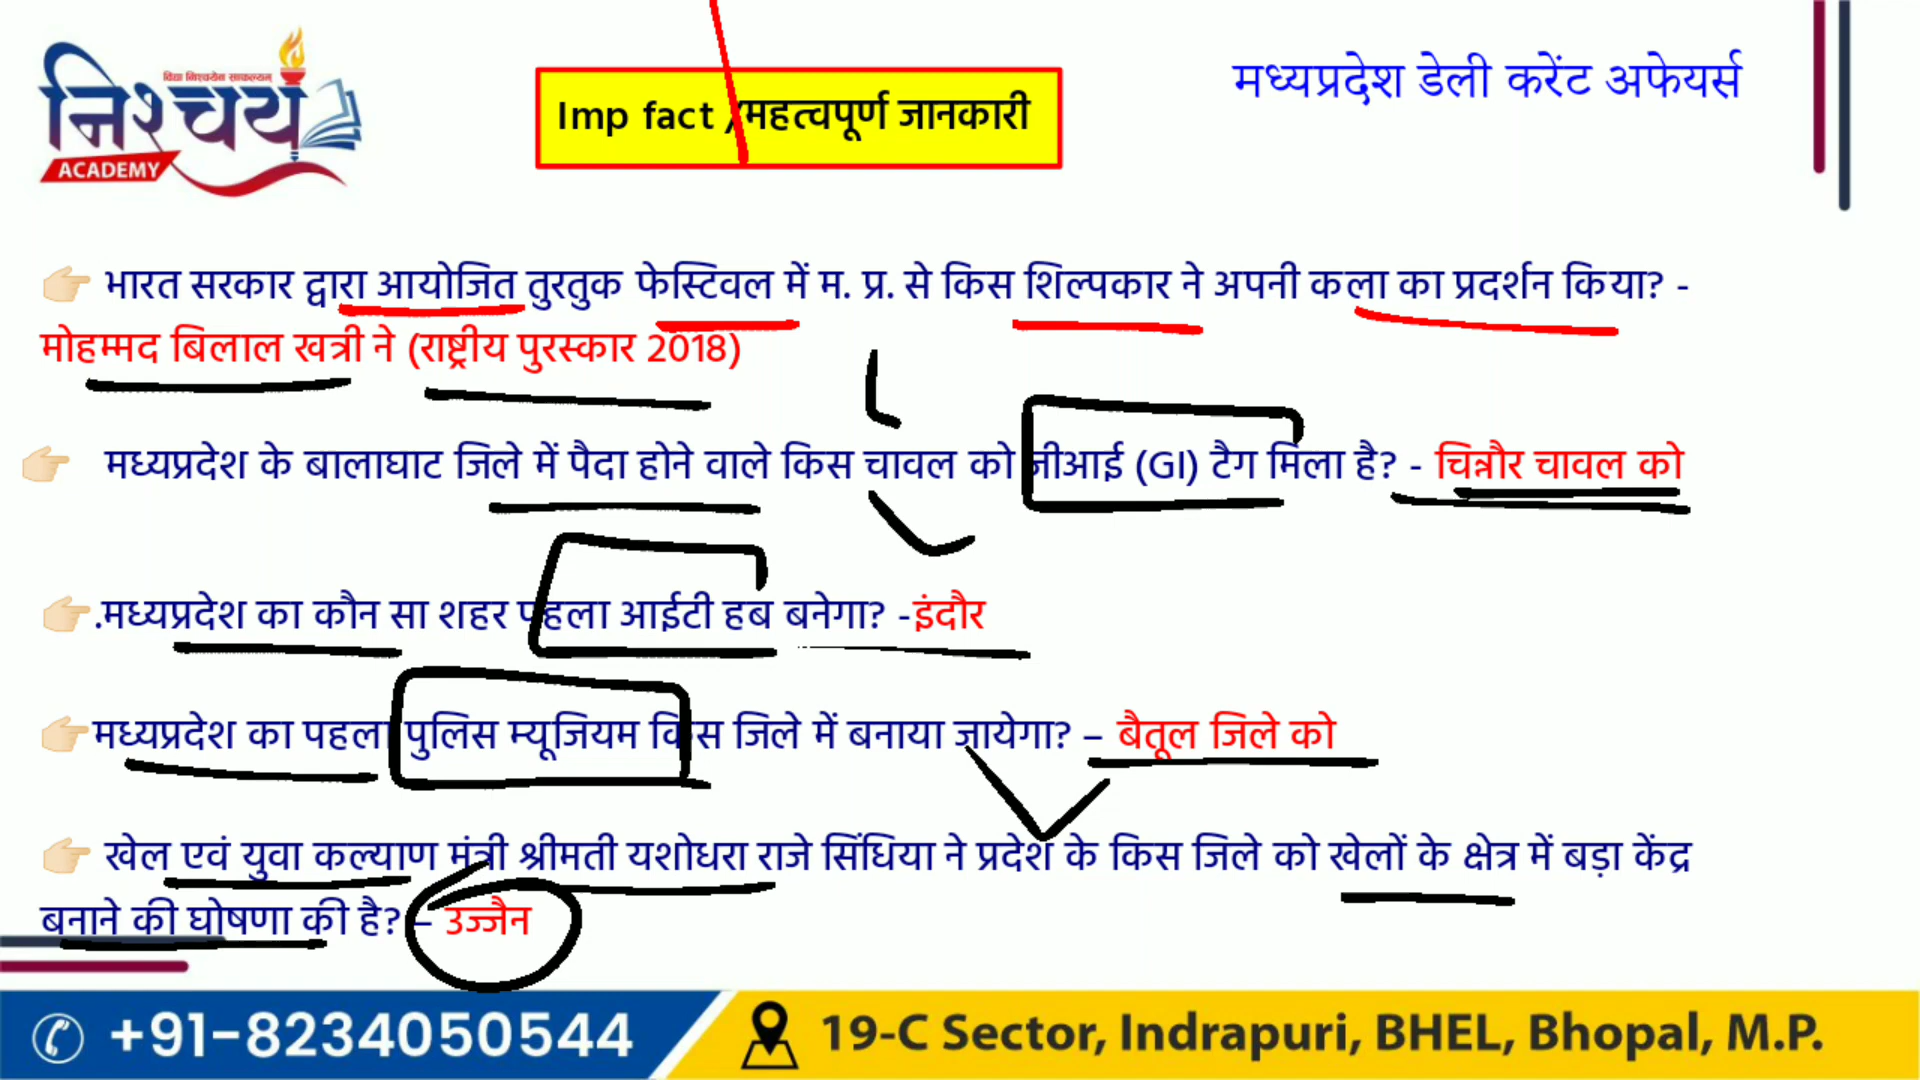 विद्या निश्चयेन साफल्यम्
निश्चय
ACADEMY
Imp fact /महत्वपूर्ण जानकारी
मध्यप्रदेश डेली करेंट अफेयर्स
भारत सरकार द्वारा आयोजित तुरतुक फेस्टिवल में म. प्र. से किस शिल्पकार ने अपनी कला का प्रदर्शन किया? -
मोहम्मद बिलाल खत्री ने (राष्ट्रीय पुरस्कार 2018)
मध्यप्रदेश के बालाघाट जिले में पैदा होने वाले किस चावल को जीआई (GI) टैग मिला है? - चिन्नौर चावल को
.मध्यप्रदेश का कौन सा शहर पहला आईटी हब बनेगा? -इंदौर
मध्यप्रदेश का पहला पुलिस म्यूजियम किस जिले में बनाया जायेगा? – बैतूल जिले को
खेल एवं युवा कल्याण मंत्री श्रीमती यशोधरा राजे सिंधिया ने प्रदेश के किस जिले को खेलों के क्षेत्र में बड़ा केंद्र
बनाने की घोषणा की है? – उज्जैन
+91-8234050544
19-C Sector, Indrapuri, BHEL, Bhopal, M.P.